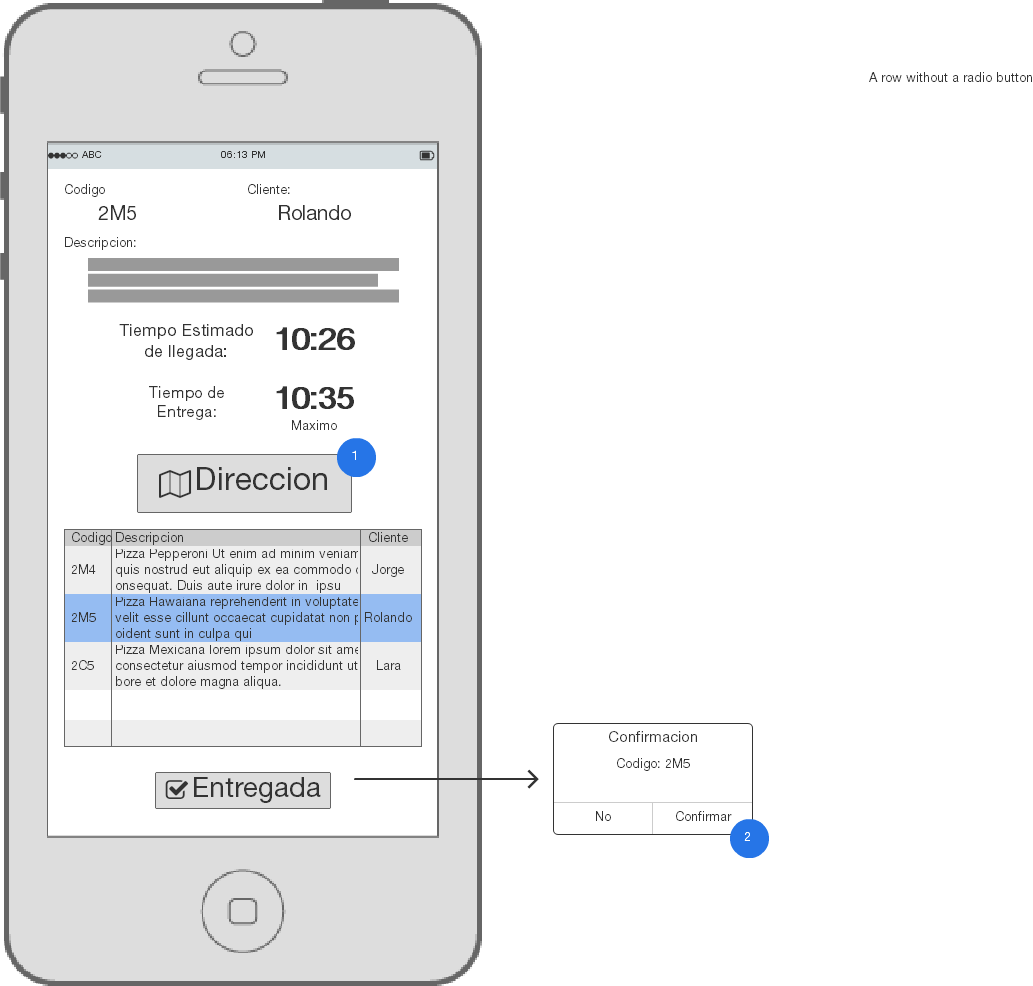 A row without a radio button
ABC 06:13 PM
Codigo Cliente:
2M5 Rolando
Descripcion:
Tiempo Estimado
de llegada:
10:26
Tiempo de
Entrega:
10:35
Maximo
1
Direccion
Codigo Descripcion Cliente
Pizza Pepperoni Ut enim ad minim veniam
2M4 quis nostrud eut aliquip ex ea commodo c Jorge
onsequat. Duis aute irure dolor in ipsu
Pizza Hawaiana reprehenderit in voluptate
2M5 velit esse cillunt occaecat cupidatat non p Rolando
oident sunt in culpa qui
Pizza Mexicana lorem ipsum dolor sit ame
2C5 consectetur aiusmod tempor incididunt ut Lara
bore et dolore magna aliqua.
Entregada
Confirmacion
Codigo: 2M5
No Confirmar
2